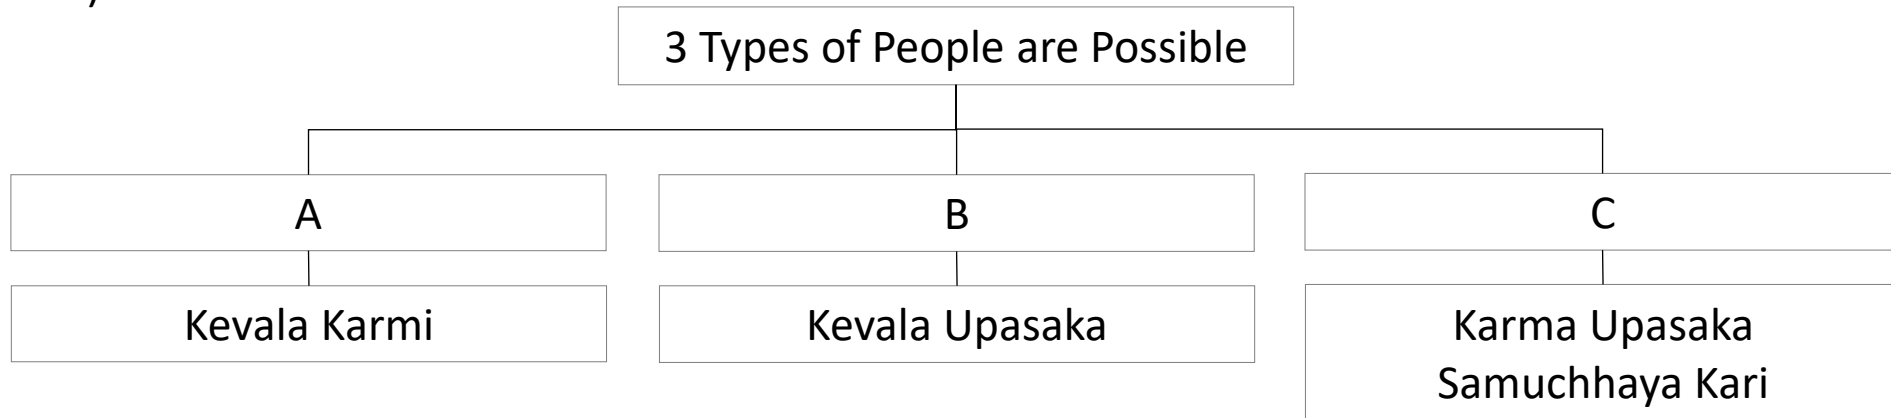 3 Types of People are Possible
A
B
C
Kevala Karmi
Kevala Upasaka
Karma Upasaka
Samuchhaya Kari